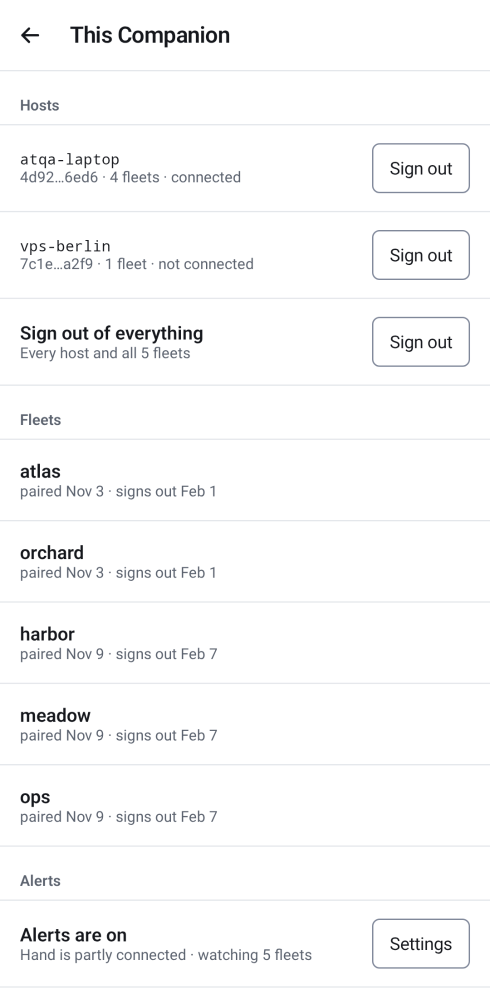 This Companion
Hosts
atqa-laptop
4d92…6ed6 · 4 fleets · connected
Sign out
vps-berlin
7c1e…a2f9 · 1 fleet · not connected
Sign out
Sign out of everything
Every host and all 5 fleets
Sign out
Fleets
atlas
paired Nov 3 · signs out Feb 1
orchard
paired Nov 3 · signs out Feb 1
harbor
paired Nov 9 · signs out Feb 7
meadow
paired Nov 9 · signs out Feb 7
ops
paired Nov 9 · signs out Feb 7
Alerts
Alerts are on
Hand is partly connected · watching 5 fleets
Settings